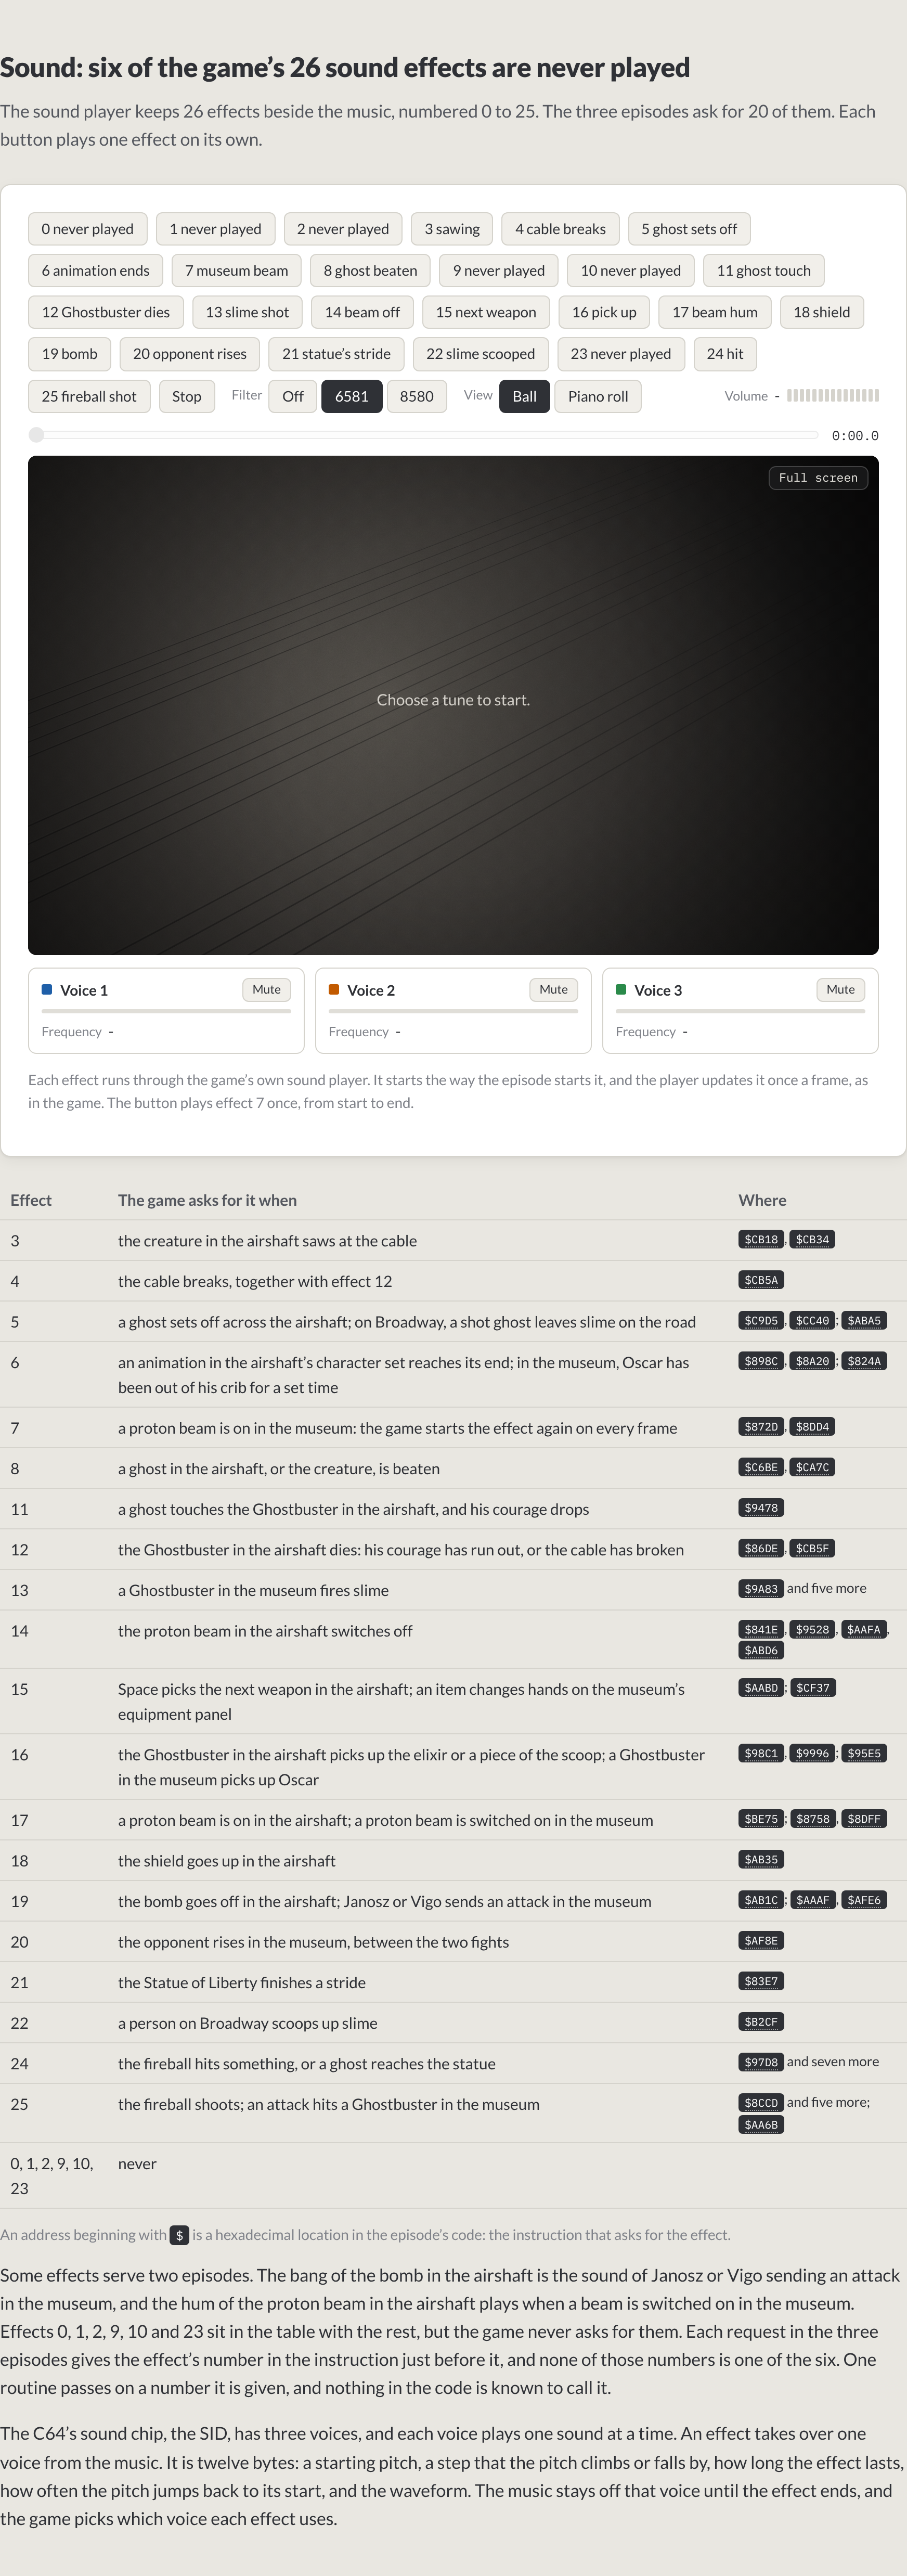 Sound: six of the game’s 26 sound effects are never played
The sound player keeps 26 effects beside the music, numbered 0 to 25. The three episodes ask for 20 of them. Each
button plays one effect on its own.
0 never played 1 never played 2 never played 3 sawing 4 cable breaks 5 ghost sets off
6 animation ends 7 museum beam 8 ghost beaten 9 never played 10 never played 11 ghost touch
12 Ghostbuster dies 13 slime shot 14 beam off 15 next weapon 16 pick up 17 beam hum 18 shield
19 bomb 20 opponent rises 21 statue’s stride 22 slime scooped 23 never played 24 hit
25 fireball shot Stop Filter Off 6581 8580 View Ball Piano roll Volume -
0:00.0
Full screen
Choose a tune to start.
Voice 1 Mute Voice 2 Mute Voice 3 Mute
Frequency - Frequency - Frequency -
Each effect runs through the game’s own sound player. It starts the way the episode starts it, and the player updates it once a frame, as
in the game. The button plays effect 7 once, from start to end.
Effect The game asks for it when Where
3 the creature in the airshaft saws at the cable $CB18, $CB34
4 the cable breaks, together with effect 12 $CB5A
5 a ghost sets off across the airshaft; on Broadway, a shot ghost leaves slime on the road $C9D5, $CC40; $ABA5
6 an animation in the airshaft’s character set reaches its end; in the museum, Oscar has $898C, $8A20; $824A
been out of his crib for a set time
7 a proton beam is on in the museum: the game starts the effect again on every frame $872D, $8DD4
8 a ghost in the airshaft, or the creature, is beaten $C6BE, $CA7C
11 a ghost touches the Ghostbuster in the airshaft, and his courage drops $9478
12 the Ghostbuster in the airshaft dies: his courage has run out, or the cable has broken $86DE, $CB5F
13 a Ghostbuster in the museum fires slime $9A83 and five more
14 the proton beam in the airshaft switches off $841E, $9528, $AAFA,
$ABD6
15 Space picks the next weapon in the airshaft; an item changes hands on the museum’s $AABD; $CF37
equipment panel
16 the Ghostbuster in the airshaft picks up the elixir or a piece of the scoop; a Ghostbuster $98C1, $9996; $95E5
in the museum picks up Oscar
17 a proton beam is on in the airshaft; a proton beam is switched on in the museum $BE75; $8758, $8DFF
18 the shield goes up in the airshaft $AB35
19 the bomb goes off in the airshaft; Janosz or Vigo sends an attack in the museum $AB1C; $AAAF, $AFE6
20 the opponent rises in the museum, between the two fights $AF8E
21 the Statue of Liberty finishes a stride $83E7
22 a person on Broadway scoops up slime $B2CF
24 the fireball hits something, or a ghost reaches the statue $97D8 and seven more
25 the fireball shoots; an attack hits a Ghostbuster in the museum $8CCD and five more;
$AA6B
0, 1, 2, 9, 10, never
23
An address beginning with $ is a hexadecimal location in the episode’s code: the instruction that asks for the effect.
Some effects serve two episodes. The bang of the bomb in the airshaft is the sound of Janosz or Vigo sending an attack
in the museum, and the hum of the proton beam in the airshaft plays when a beam is switched on in the museum.
Effects 0, 1, 2, 9, 10 and 23 sit in the table with the rest, but the game never asks for them. Each request in the three
episodes gives the effect’s number in the instruction just before it, and none of those numbers is one of the six. One
routine passes on a number it is given, and nothing in the code is known to call it.
The C64’s sound chip, the SID, has three voices, and each voice plays one sound at a time. An effect takes over one
voice from the music. It is twelve bytes: a starting pitch, a step that the pitch climbs or falls by, how long the effect lasts,
how often the pitch jumps back to its start, and the waveform. The music stays off that voice until the effect ends, and
the game picks which voice each effect uses.